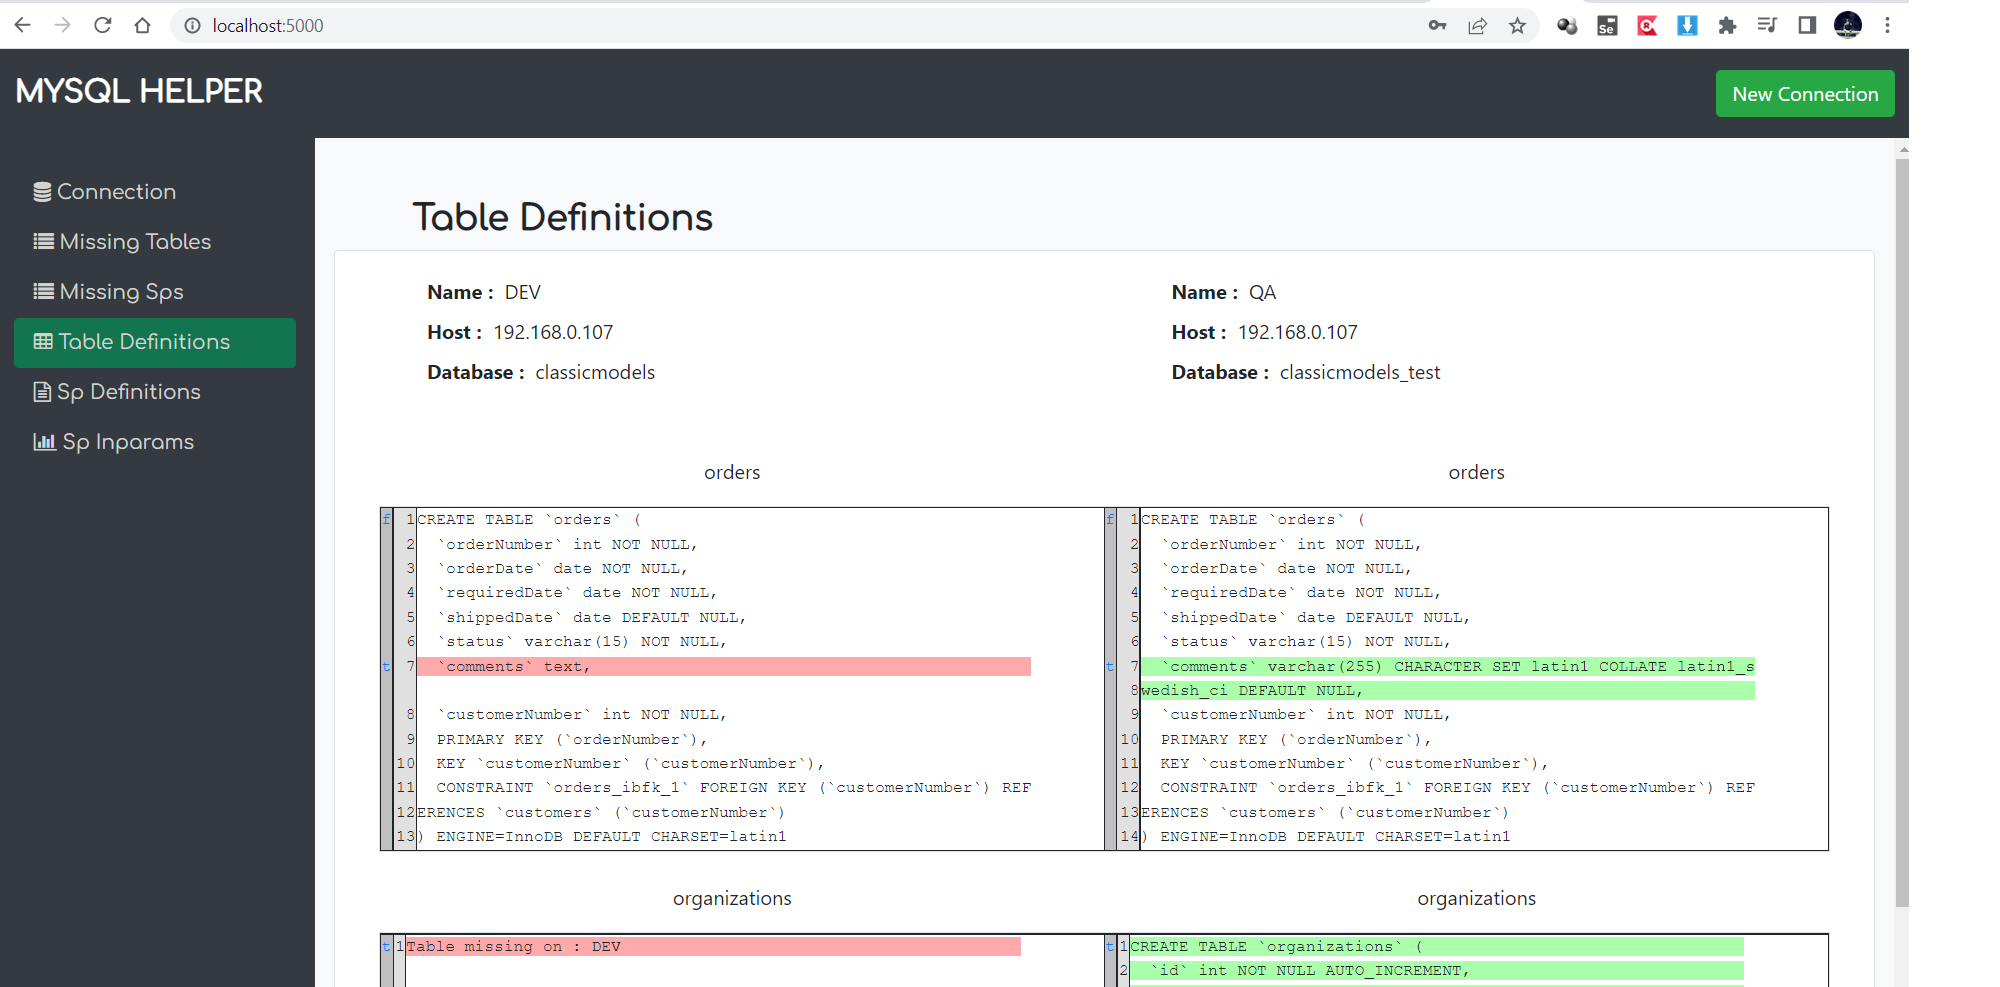 localhost:5000
MYSQL HELPER
New Connection
Connection
Missing Tables
Missing Sps
Table Definitions
Sp Definitions
Sp Inparams
Table Definitions
Name : DEV
Host : 192.168.0.107
Database : classicmodels
Name : QA
Host : 192.168.0.107
Database : classicmodels_test
orders
f 1 CREATE TABLE `orders` (
2 `orderNumber` int NOT NULL,
3 `orderDate` date NOT NULL,
4 `requiredDate` date NOT NULL,
5 `shippedDate` date DEFAULT NULL,
6 `status` varchar(15) NOT NULL,
t 7 `comments` text,
8 `customerNumber` int NOT NULL,
9 PRIMARY KEY (`orderNumber`),
10 KEY `customerNumber` (`customerNumber`),
11 CONSTRAINT `orders_ibfk_1` FOREIGN KEY (`customerNumber`) REF
12 ERENCES `customers` (`customerNumber`)
13 ) ENGINE=InnoDB DEFAULT CHARSET=latin1
orders
f 1 CREATE TABLE `orders` (
2 `orderNumber` int NOT NULL,
3 `orderDate` date NOT NULL,
4 `requiredDate` date NOT NULL,
5 `shippedDate` date DEFAULT NULL,
6 `status` varchar(15) NOT NULL,
t 7 `comments` varchar(255) CHARACTER SET latin1 COLLATE latin1_s
8 wedish_ci DEFAULT NULL,
9 `customerNumber` int NOT NULL,
10 PRIMARY KEY (`orderNumber`),
11 KEY `customerNumber` (`customerNumber`),
12 CONSTRAINT `orders_ibfk_1` FOREIGN KEY (`customerNumber`) REF
13 ERENCES `customers` (`customerNumber`)
14 ) ENGINE=InnoDB DEFAULT CHARSET=latin1
organizations
t 1 Table missing on : DEV
organizations
t 1 CREATE TABLE `organizations` (
2 `id` int NOT NULL AUTO_INCREMENT,